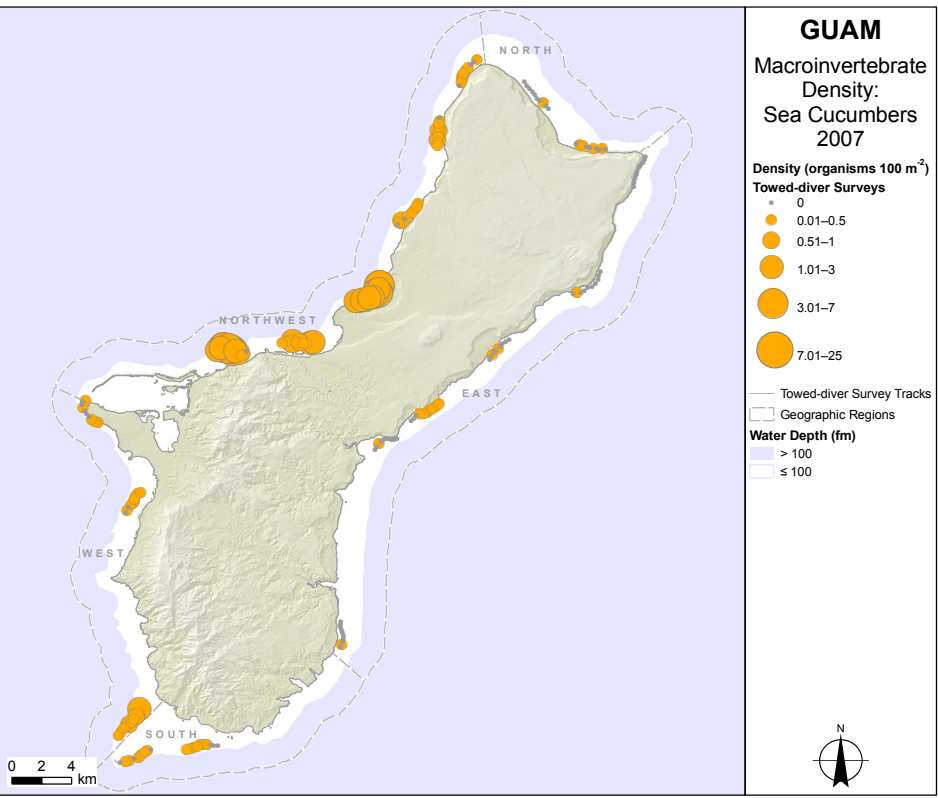 GUAM
Macroinvertebrate
Density:
Sea Cucumbers
2007
Density (organisms 100 m⁻²)
Towed-diver Surveys
0
0.01–0.5
0.51–1
1.01–3
3.01–7
7.01–25
Towed-diver Survey Tracks
Geographic Regions
Water Depth (fm)
> 100
≤ 100
N
NORTH
NORTHWEST
EAST
WEST
SOUTH
0 2 4
km